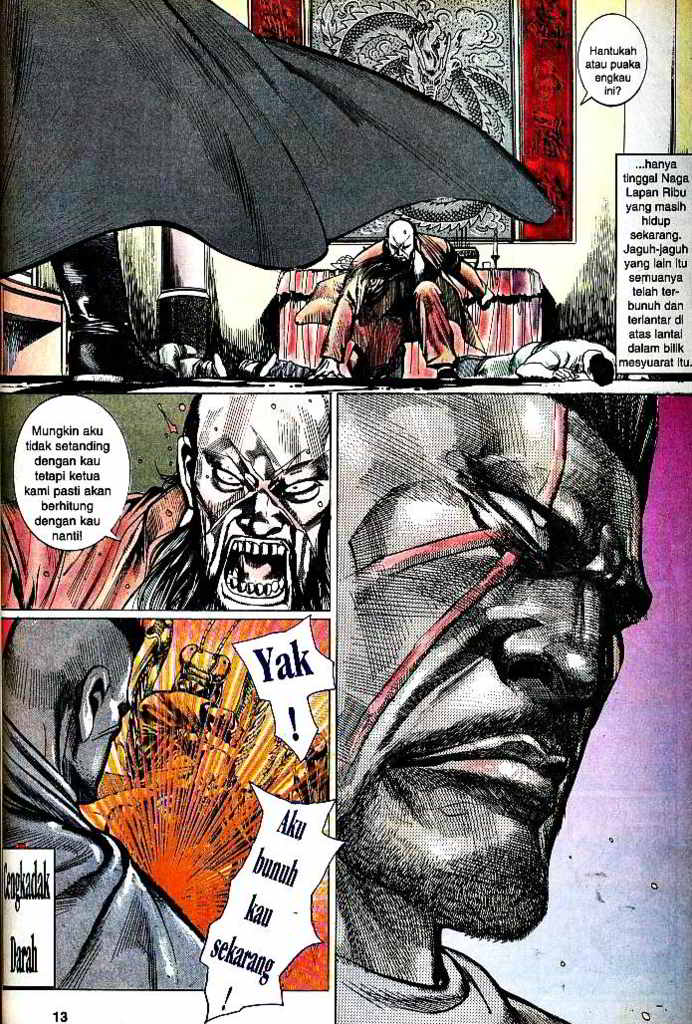 Hantukah
atau puaka
engkau
ini?
...hanya
tinggal Naga
Lapan Ribu
yang masih
hidup
sekarang.
Jaguh-jaguh
yang lain itu
semuanya
telah ter-
bunuh dan
terlantar di
atas lantai
dalam bilik
mesyuarat itu.
Mungkin aku
tidak setanding
dengan kau
tetapi ketua
kami pasti akan
berhitung
dengan kau
nanti!
Yak
!
Aku
bunuh
kau
sekarang
!
Cengkadak
Darah
13